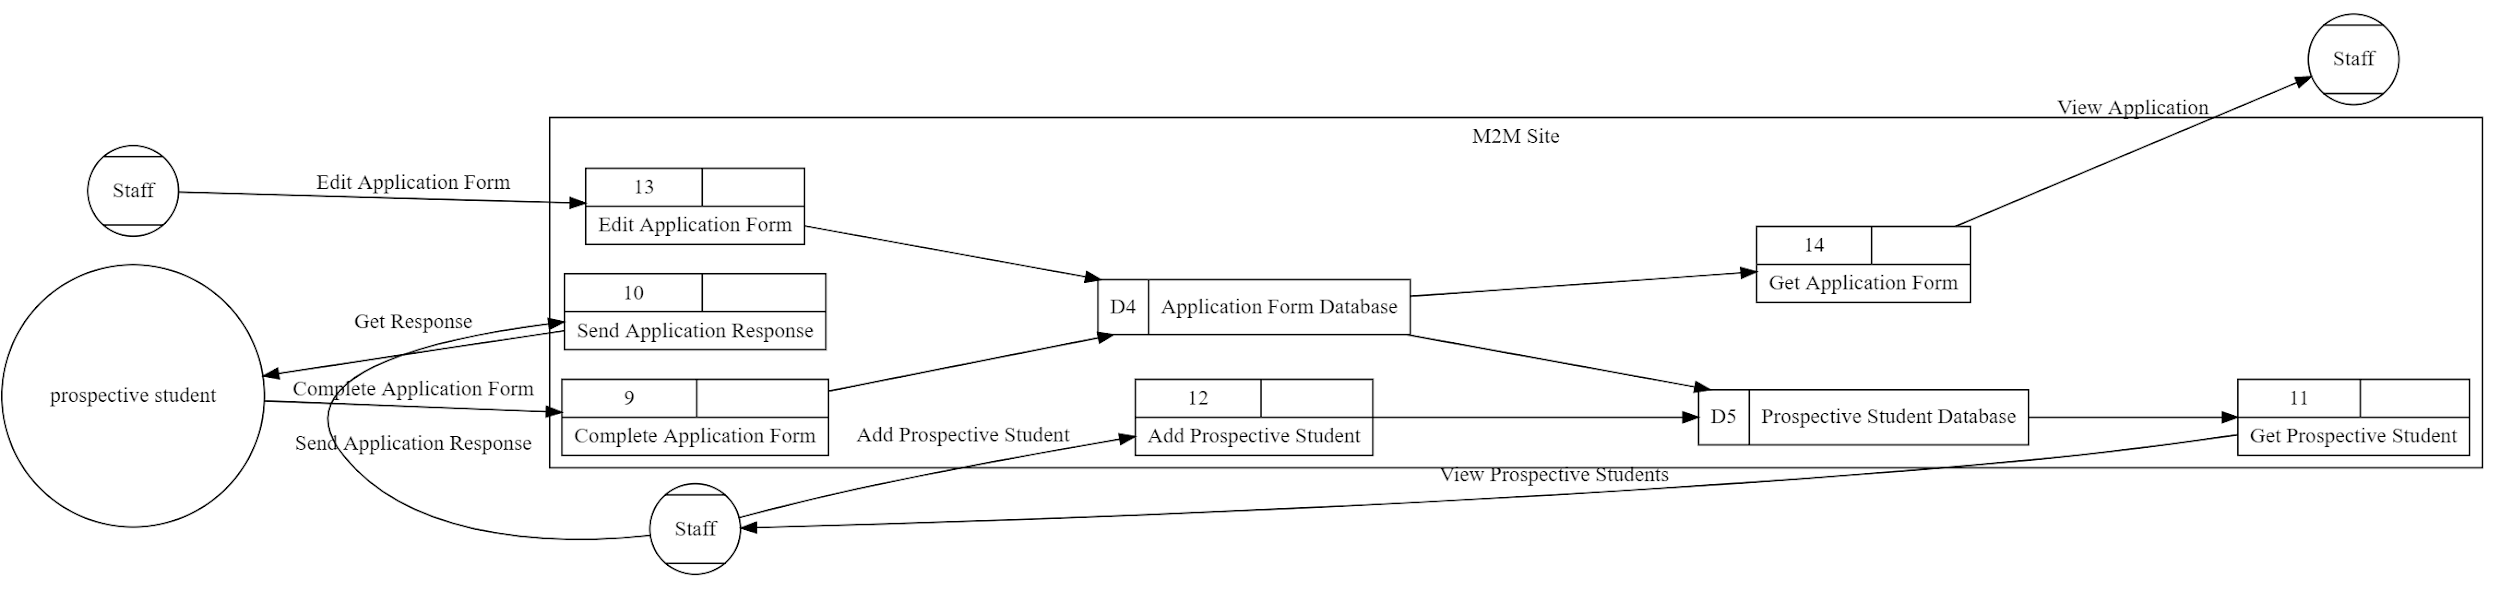 Staff
View Application
M2M Site
Staff
Edit Application Form
13
Edit Application Form
14
Get Application Form
10
Send Application Response
D4
Application Form Database
Get Response
prospective student
Complete Application Form
9
Complete Application Form
12
Add Prospective Student
D5
Prospective Student Database
11
Get Prospective Student
Send Application Response
Add Prospective Student
View Prospective Students
Staff